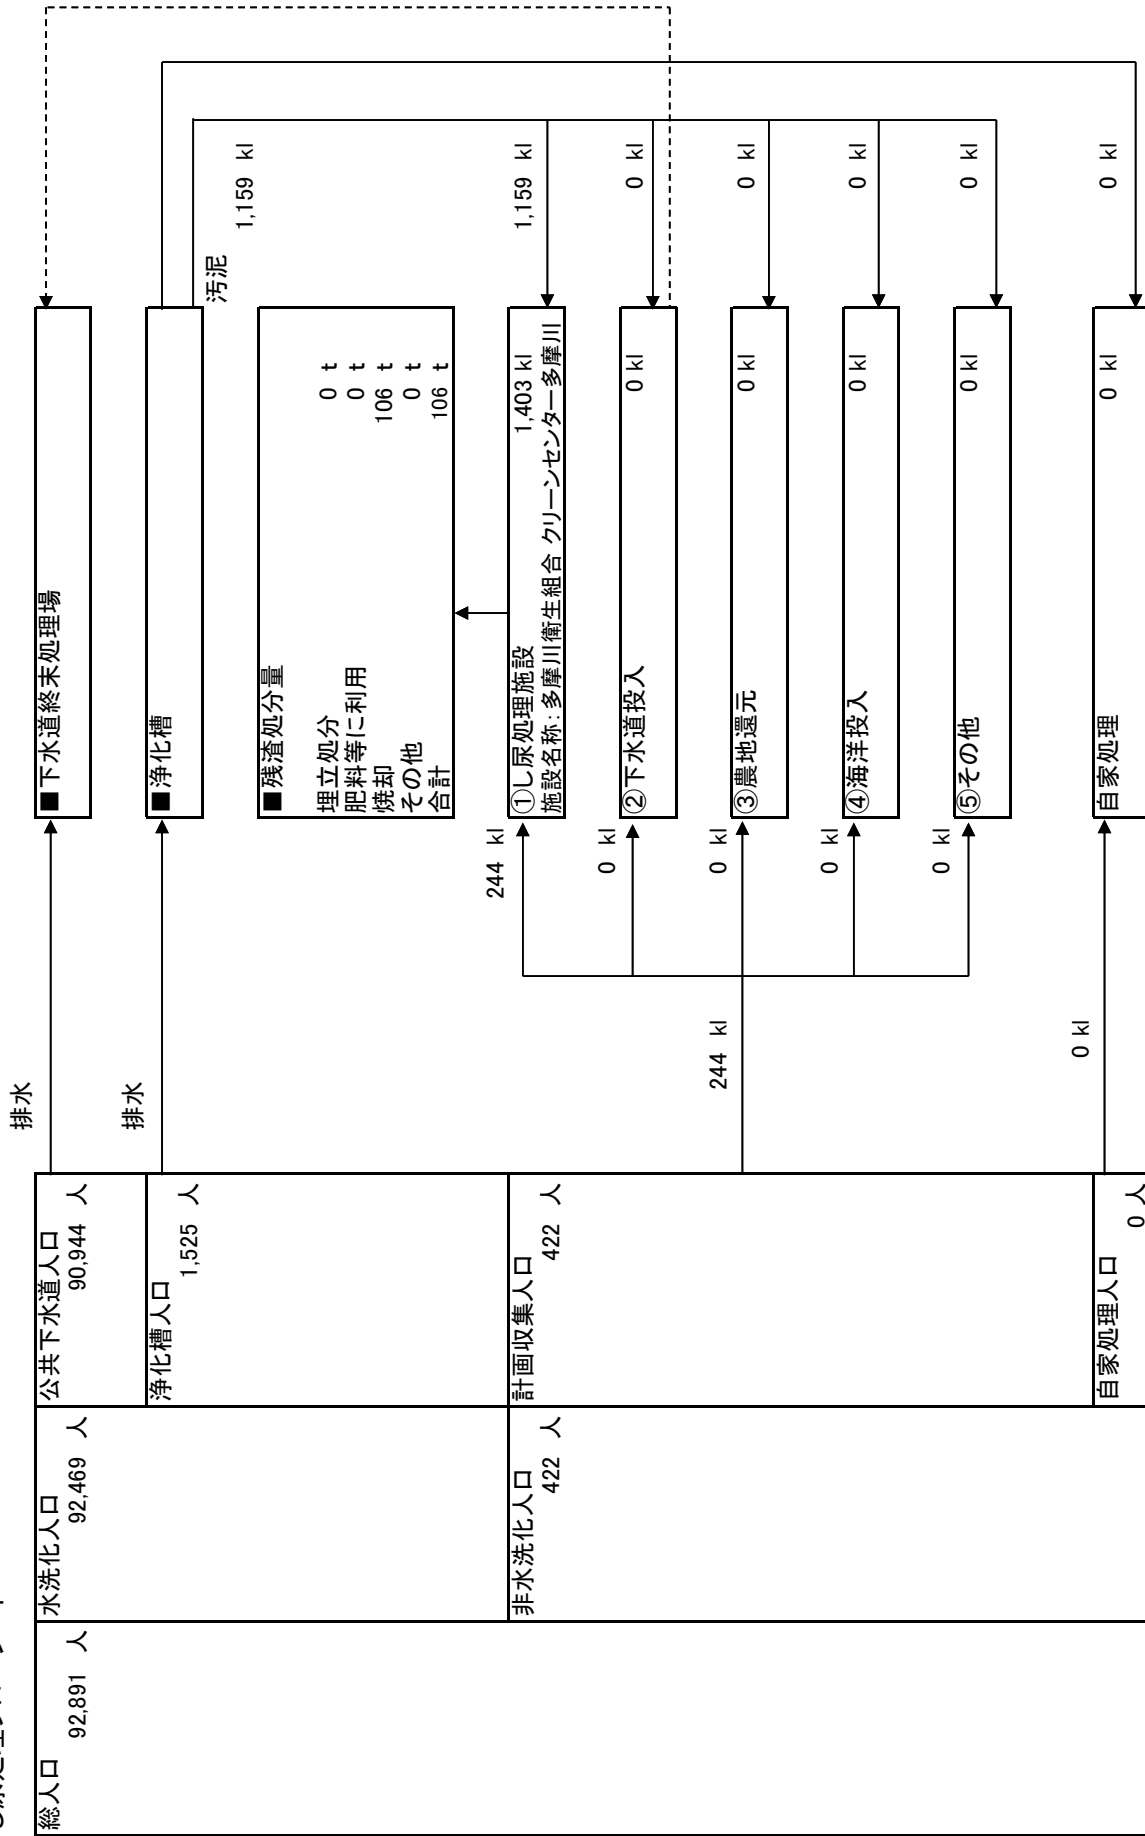 総人口
92,891 人
水洗化人口
92,469 人
公共下水道人口
90,944 人
排水
■下水道終末処理場
浄化槽人口
1,525 人
排水
■浄化槽
汚泥
1,159 kl
■残渣処分量
埋立処分 0 t
肥料等に利用 0 t
焼却 106 t
その他 0 t
合計 106 t
非水洗化人口
422 人
計画収集人口
422 人
244 kl
244 kl
①し尿処理施設 1,403 kl
施設名称:多摩川衛生組合 クリーンセンター多摩川
1,159 kl
0 kl
②下水道投入 0 kl
0 kl
0 kl
③農地還元 0 kl
0 kl
0 kl
④海洋投入 0 kl
0 kl
0 kl
⑤その他 0 kl
0 kl
自家処理人口
0 人
0 kl
自家処理 0 kl
0 kl